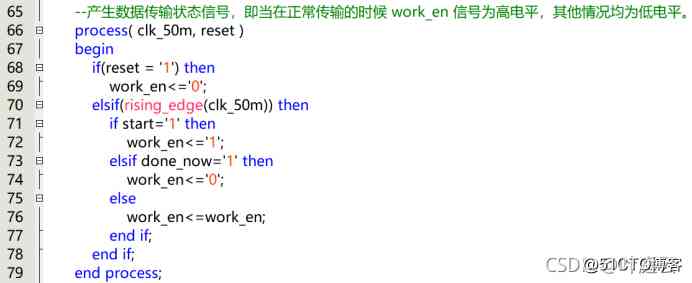 65 --产生数据传输状态信号，即当在正常传输的时候 work_en 信号为高电平，其他情况均为低电平。
66 process( clk_50m, reset )
67 begin
68 if(reset = '1') then
69 work_en<='0';
70 elsif(rising_edge(clk_50m)) then
71 if start='1' then
72 work_en<='1';
73 elsif done_now='1' then
74 work_en<='0';
75 else
76 work_en<=work_en;
77 end if;
78 end if;
79 end process;
@51CTO博客